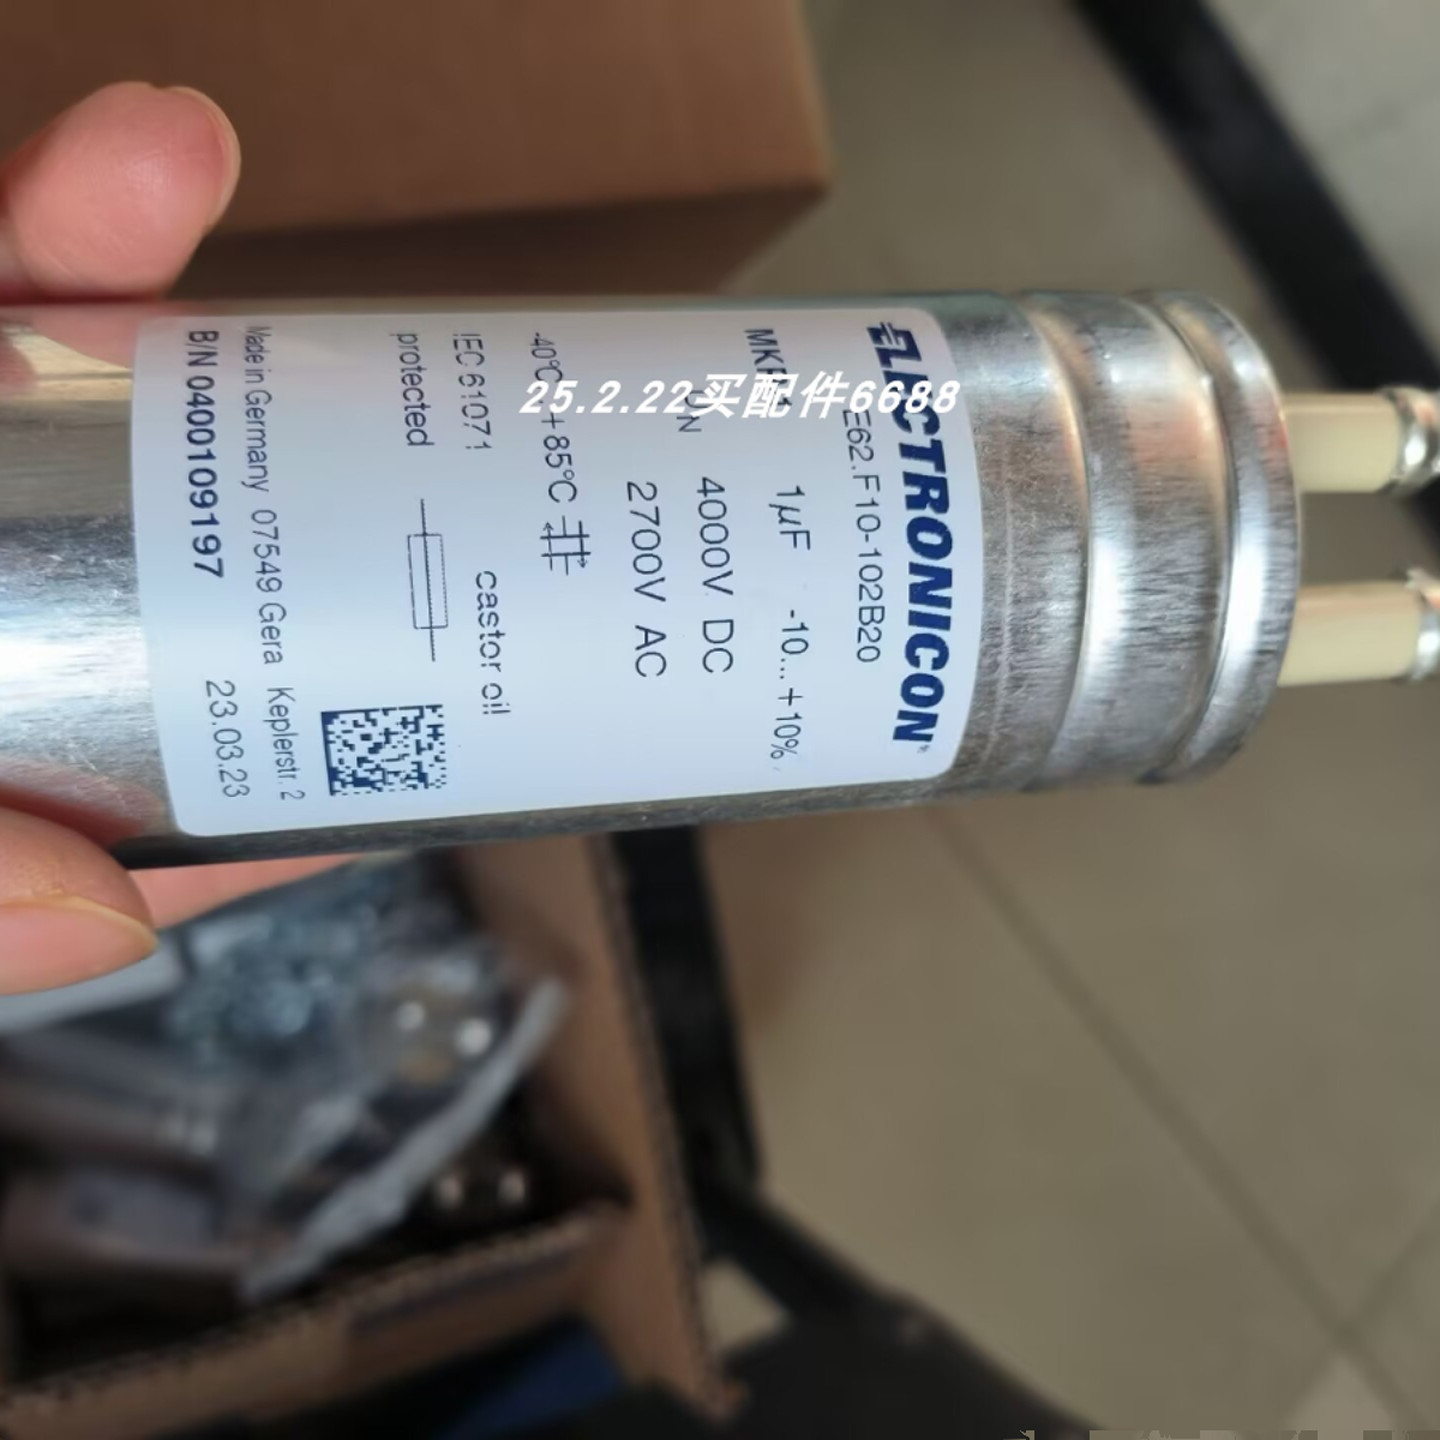 ELECTRONICON®
E62.F10-102B20
1µF -10...+10%
UN 4000V DC
2700V AC
-40°C +85°C
IEC 61071 castor oil
protected
Made in Germany 07549 Gera Keplerstr. 2
B/N 0400109197 23.03.23
25.2.22买配件6688